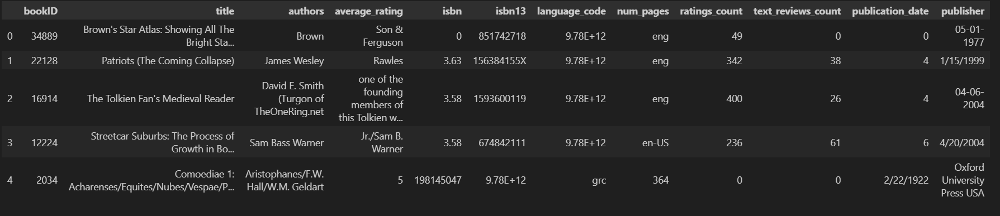 bookID title authors average_rating isbn isbn13 language_code num_pages ratings_count text_reviews_count publication_date publisher
0 34889 Brown's Star Atlas: Showing All The Bright Sta... Brown Son & Ferguson 0 851742718 9.78E+12 eng 49 0 0 05-01-1977
1 22128 Patriots (The Coming Collapse) James Wesley Rawles 3.63 156384155X 9.78E+12 eng 342 38 4 1/15/1999
2 16914 The Tolkien Fan's Medieval Reader David E. Smith (Turgon of TheOneRing.net one of the founding members of this Tolkien w... 3.58 1593600119 9.78E+12 eng 400 26 4 04-06-2004
3 12224 Streetcar Suburbs: The Process of Growth in Bo... Sam Bass Warner Jr./Sam B. Warner 3.58 674842111 9.78E+12 en-US 236 61 6 4/20/2004
4 2034 Comoediae 1: Acharenses/Equites/Nubes/Vespae/P... Aristophanes/F.W. Hall/W.M. Geldart 5 198145047 9.78E+12 grc 364 0 0 2/22/1922 Oxford University Press USA